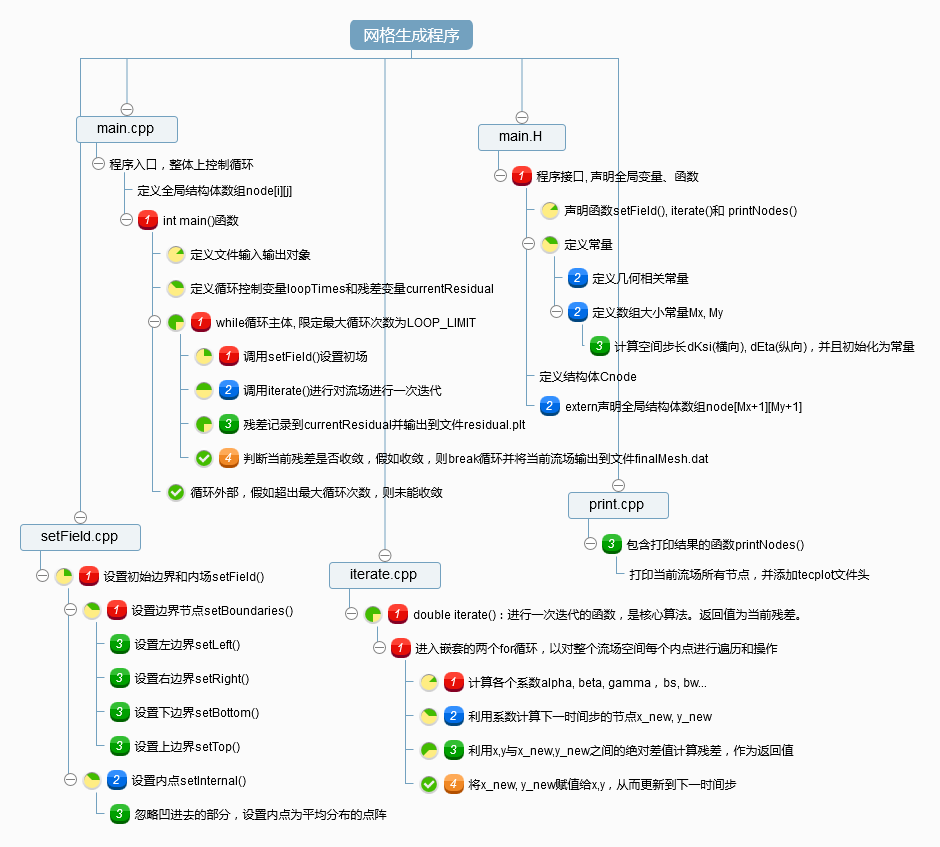 网格生成程序
main.cpp
程序入口，整体上控制循环
定义全局结构体数组node[i][j]
1 int main()函数
定义文件输入输出对象
定义循环控制变量loopTimes和残差变量currentResidual
1 while循环主体, 限定最大循环次数为LOOP_LIMIT
1 调用setField()设置初场
2 调用iterate()进行对流场进行一次迭代
3 残差记录到currentResidual并输出到文件residual.plt
4 判断当前残差是否收敛，假如收敛，则break循环并将当前流场输出到文件finalMesh.dat
循环外部，假如超出最大循环次数，则未能收敛
main.H
1 程序接口, 声明全局变量、函数
声明函数setField(), iterate()和 printNodes()
定义常量
2 定义几何相关常量
2 定义数组大小常量Mx, My
3 计算空间步长dKsi(横向), dEta(纵向)，并且初始化为常量
定义结构体Cnode
2 extern声明全局结构体数组node[Mx+1][My+1]
print.cpp
3 包含打印结果的函数printNodes()
打印当前流场所有节点，并添加tecplot文件头
setField.cpp
1 设置初始边界和内场setField()
1 设置边界节点setBoundaries()
3 设置左边界setLeft()
3 设置右边界setRight()
3 设置下边界setBottom()
3 设置上边界setTop()
2 设置内点setInternal()
3 忽略凹进去的部分，设置内点为平均分布的点阵
iterate.cpp
1 double iterate()：进行一次迭代的函数，是核心算法。返回值为当前残差。
1 进入嵌套的两个for循环，以对整个流场空间每个内点进行遍历和操作
1 计算各个系数alpha, beta, gamma，bs, bw...
2 利用系数计算下一时间步的节点x_new, y_new
3 利用x,y与x_new,y_new之间的绝对差值计算残差，作为返回值
4 将x_new, y_new赋值给x,y，从而更新到下一时间步